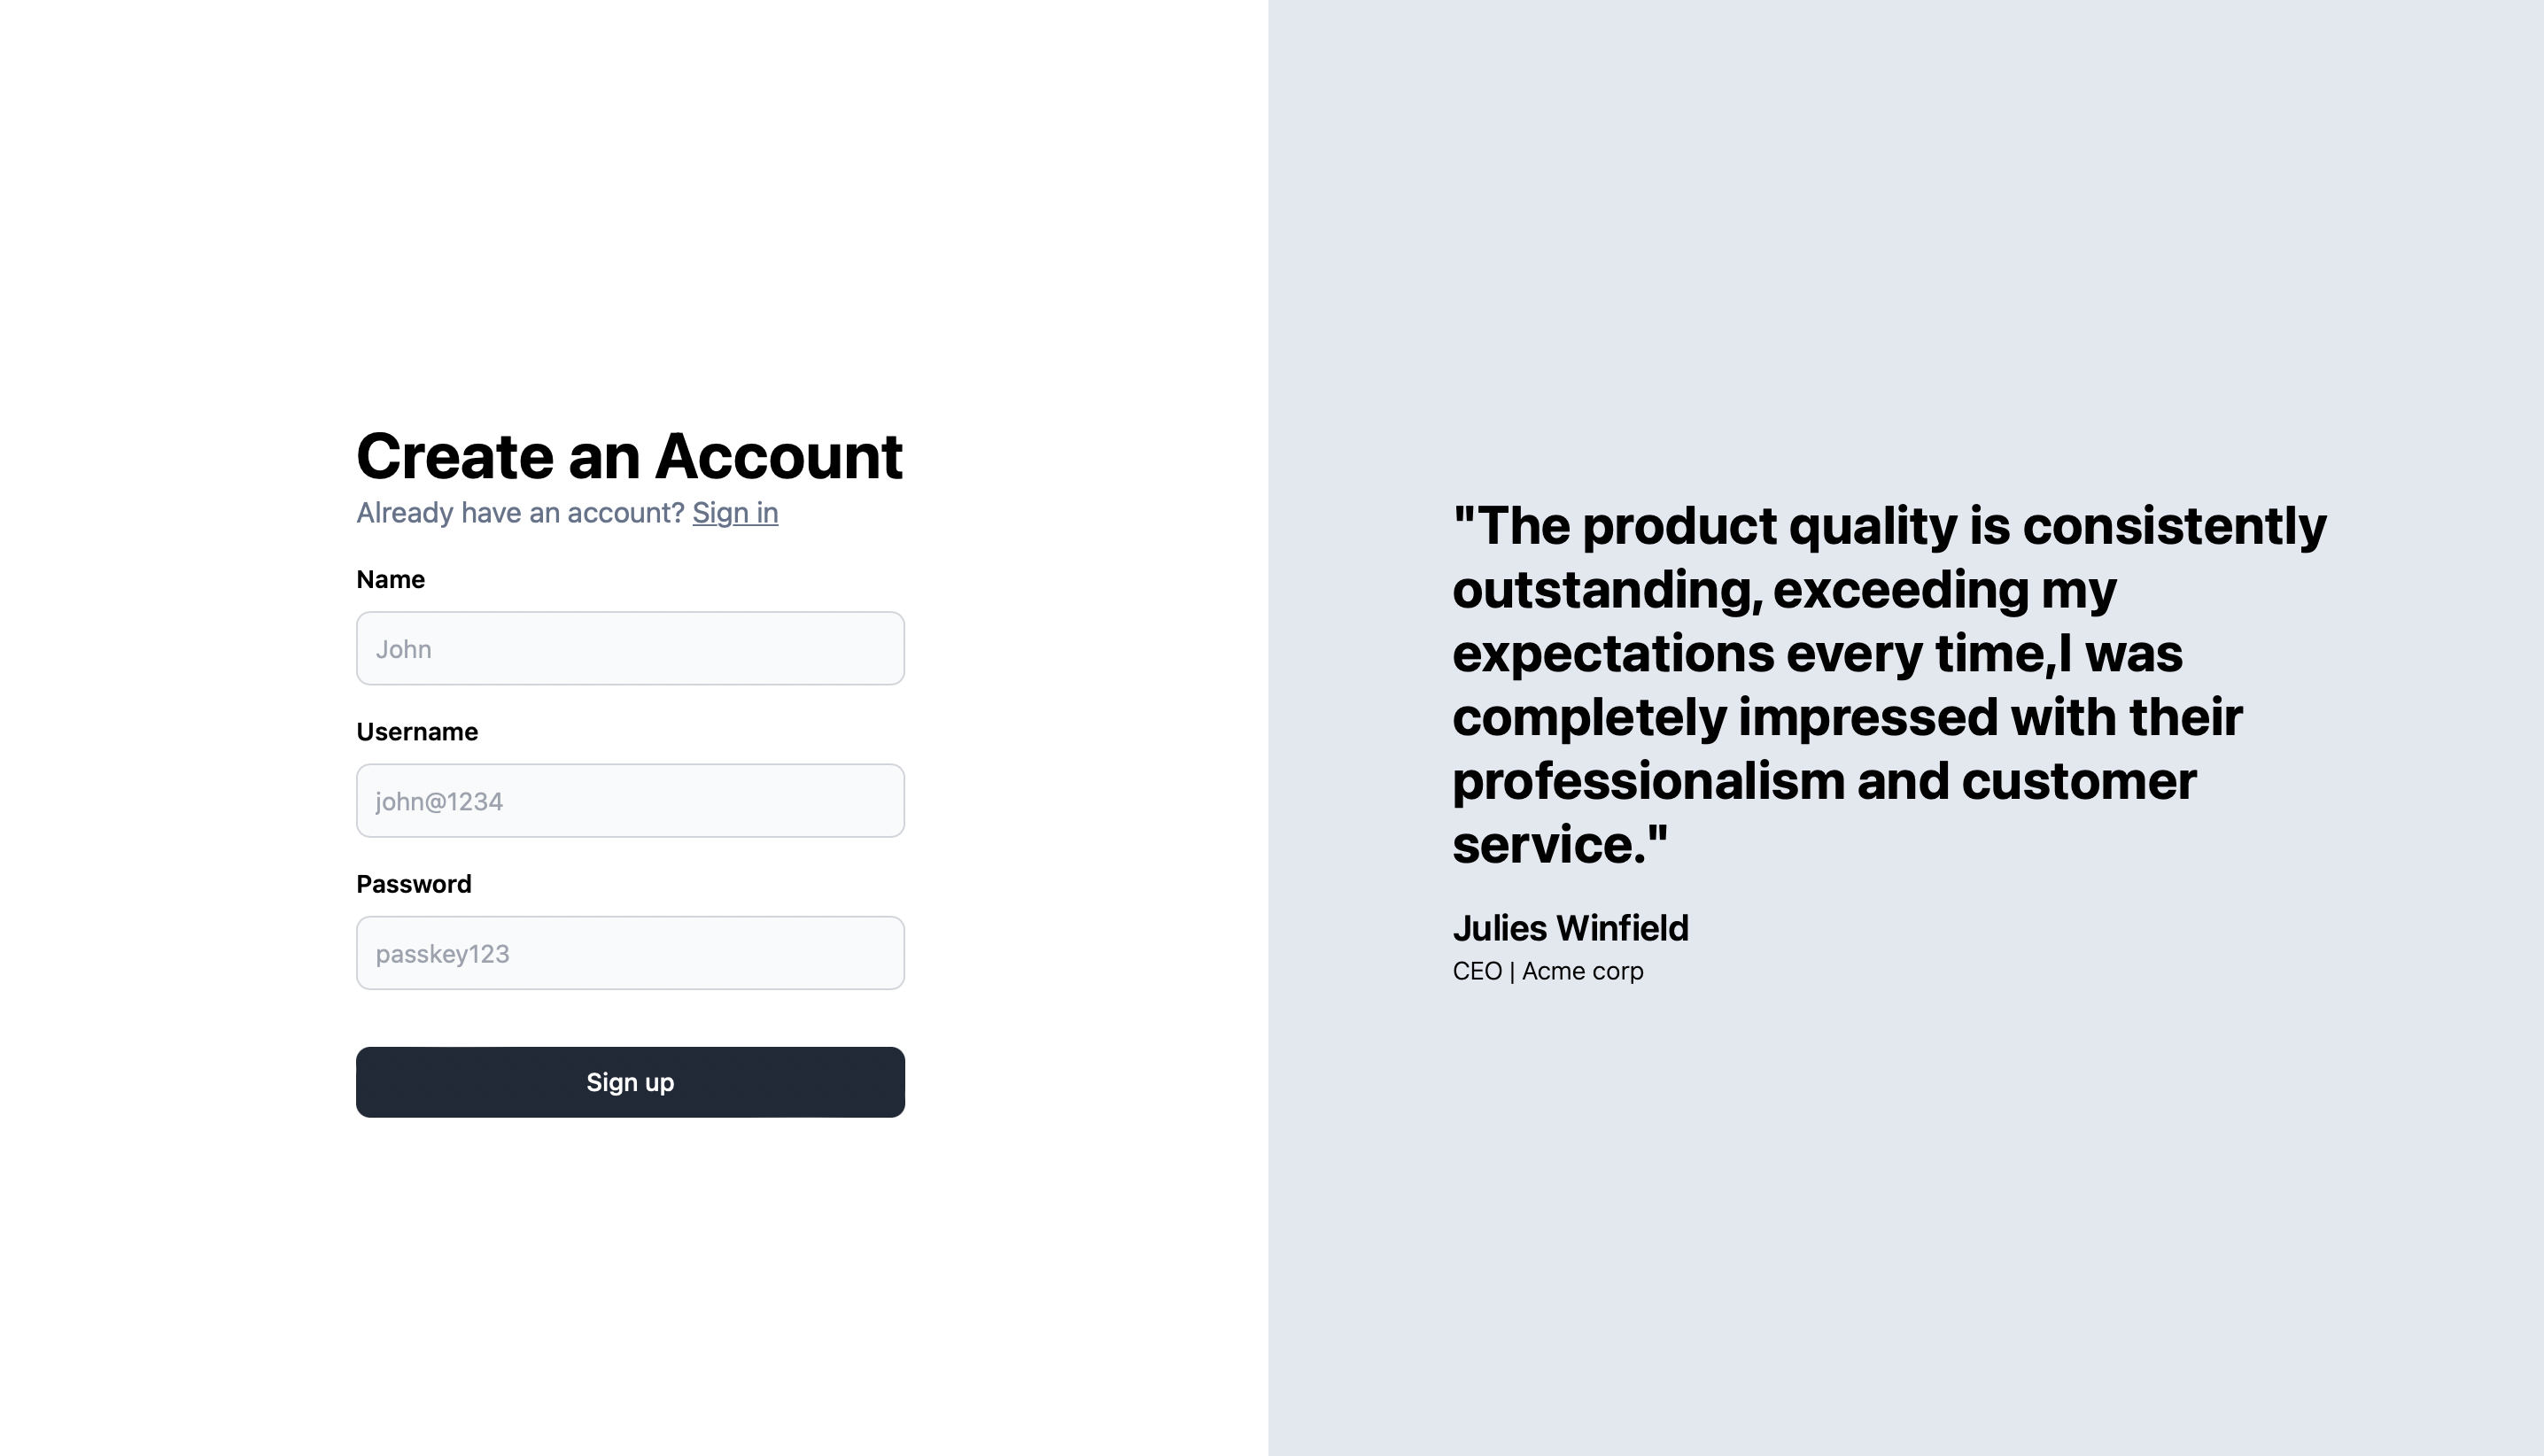 Create an Account
Already have an account? Sign in
Name
John
Username
john@1234
Password
passkey123
Sign up
"The product quality is consistently
outstanding, exceeding my
expectations every time,I was
completely impressed with their
professionalism and customer
service."
Julies Winfield
CEO | Acme corp